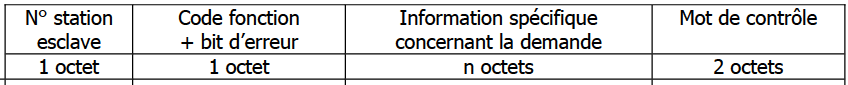 N° station esclave
Code fonction + bit d'erreur
Information spécifique concernant la demande
Mot de contrôle
1 octet
1 octet
n octets
2 octets